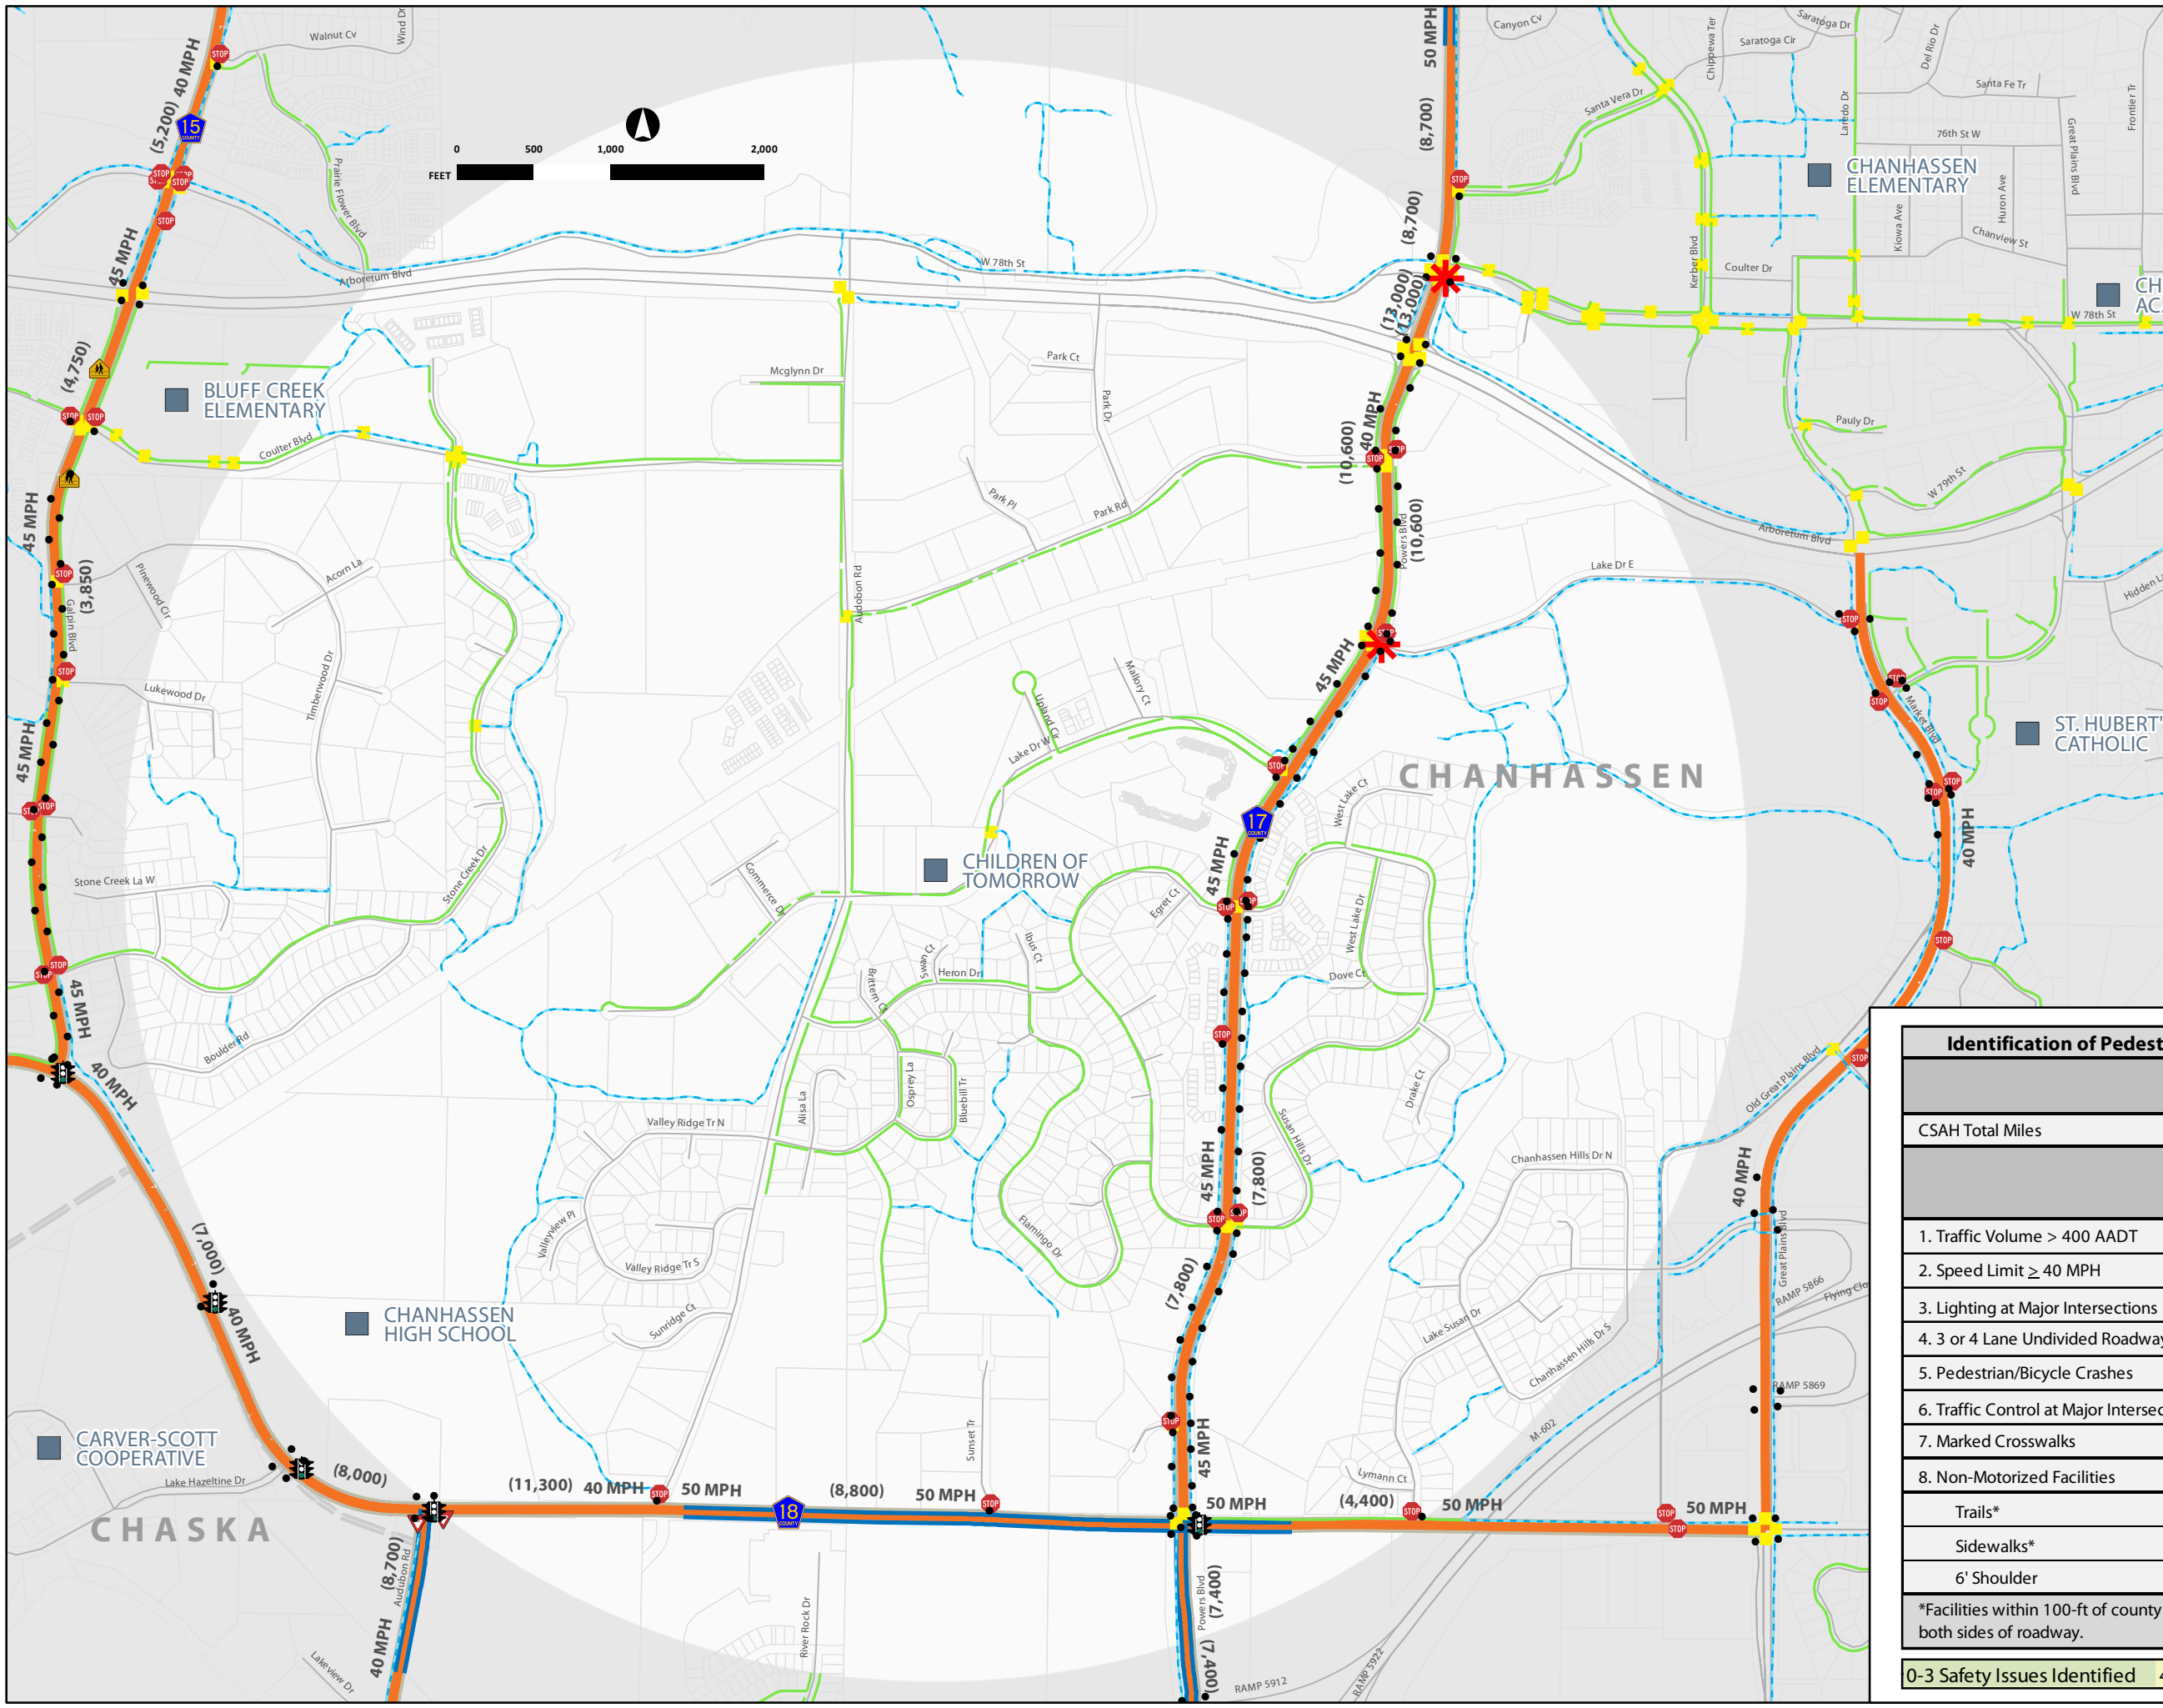 Walnut Cv
Wind Dr
40 MPH
(5,200)
15
COUNTY
STOP
Prairie Flower Blvd
45 MPH
0 500 1,000 2,000
FEET
50 MPH
(8,700)
Canyon Cv
Chippewa Ter
Saratoga Dr
Saratoga Cir
Del Rio Dr
Santa Fe Tr
Santa Vera Dr
Laredo Dr
Great Plains Blvd
Frontier Tr
76th St W
CHANHASSEN
ELEMENTARY
Kiowa Ave
Huron Ave
Chanview St
Kerber Blvd
Coulter Dr
W 78th St
CH
ACA
(8,700)
(13,000)
(13,000)
Arboretum Blvd
W 78th St
(4,750)
BLUFF CREEK
ELEMENTARY
Coulter Blvd
Mcglynn Dr
Park Ct
Park Dr
Park Pl
Park Rd
40 MPH
(10,600)
(10,600)
Powers Blvd
Pauly Dr
W 79th St
Arboretum Blvd
Lake Dr E
Hidden La
45 MPH
(3,850)
Galpin Blvd
Pinewood Cir
Acorn La
Audobon Rd
Lukewood Dr
Timberwood Dr
45 MPH
45 MPH
Mallory Ct
Upland Cir
Lake Dr W
CHANHASSEN
West Lake Ct
17
COUNTY
Market Blvd
ST. HUBERT'
CATHOLIC
40 MPH
Stone Creek La W
Stone Creek Dr
Commerce Dr
CHILDREN OF
TOMORROW
45 MPH
Egret Ct
West Lake Dr
Dove Ct
Swan Ct
Ibus Ct
Heron Dr
Brittern Ct
45 MPH
Boulder Rd
40 MPH
Alisa La
Osprey La
Bluebill Tr
Valley Ridge Tr N
Drake Ct
Susan Hills Dr
Old Great Plains Blvd
45 MPH
(7,800)
Chanhassen Hills Dr N
40 MPH
Great Plains Blvd
Valleyview Pl
Valley Ridge Tr S
Flamingo Dr
(7,000)
40 MPH
(7,800)
RAMP 5866
Flying Clo
CHANHASSEN
HIGH SCHOOL
Sunridge Ct
Lake Susan Dr
Chanhassen Hills Dr S
RAMP 5869
CARVER-SCOTT
COOPERATIVE
Lake Hazeltine Dr
(8,000)
(11,300)
40 MPH
50 MPH
18
COUNTY
(8,800)
50 MPH
Sunset Tr
45 MPH
50 MPH
(4,400)
50 MPH
50 MPH
Lymann Ct
M-602
CHASKA
(8,700)
Audubon Rd
40 MPH
Lakeview Dr
River Rock Dr
Powers Blvd
(7,400)
(7,400)
RAMP 5912
RAMP 5922
Identification of Pedest
CSAH Total Miles
1. Traffic Volume > 400 AADT
2. Speed Limit ≥ 40 MPH
3. Lighting at Major Intersections
4. 3 or 4 Lane Undivided Roadway
5. Pedestrian/Bicycle Crashes
6. Traffic Control at Major Intersec
7. Marked Crosswalks
8. Non-Motorized Facilities
Trails*
Sidewalks*
6' Shoulder
*Facilities within 100-ft of county
both sides of roadway.
0-3 Safety Issues Identified 4